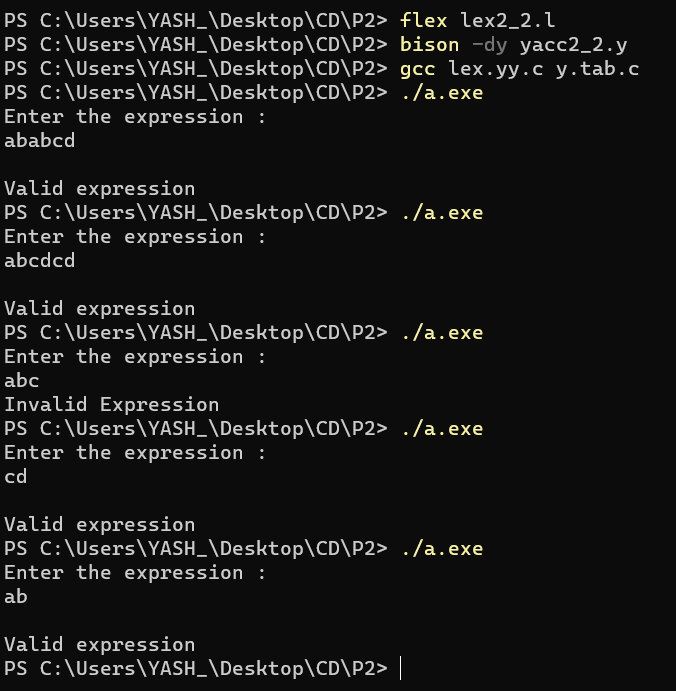 PS C:\Users\YASH_\Desktop\CD\P2> flex lex2_2.l
PS C:\Users\YASH_\Desktop\CD\P2> bison -dy yacc2_2.y
PS C:\Users\YASH_\Desktop\CD\P2> gcc lex.yy.c y.tab.c
PS C:\Users\YASH_\Desktop\CD\P2> ./a.exe
Enter the expression :
ababcd
Valid expression
PS C:\Users\YASH_\Desktop\CD\P2> ./a.exe
Enter the expression :
abcdcd
Valid expression
PS C:\Users\YASH_\Desktop\CD\P2> ./a.exe
Enter the expression :
abc
Invalid Expression
PS C:\Users\YASH_\Desktop\CD\P2> ./a.exe
Enter the expression :
cd
Valid expression
PS C:\Users\YASH_\Desktop\CD\P2> ./a.exe
Enter the expression :
ab
Valid expression
PS C:\Users\YASH_\Desktop\CD\P2>